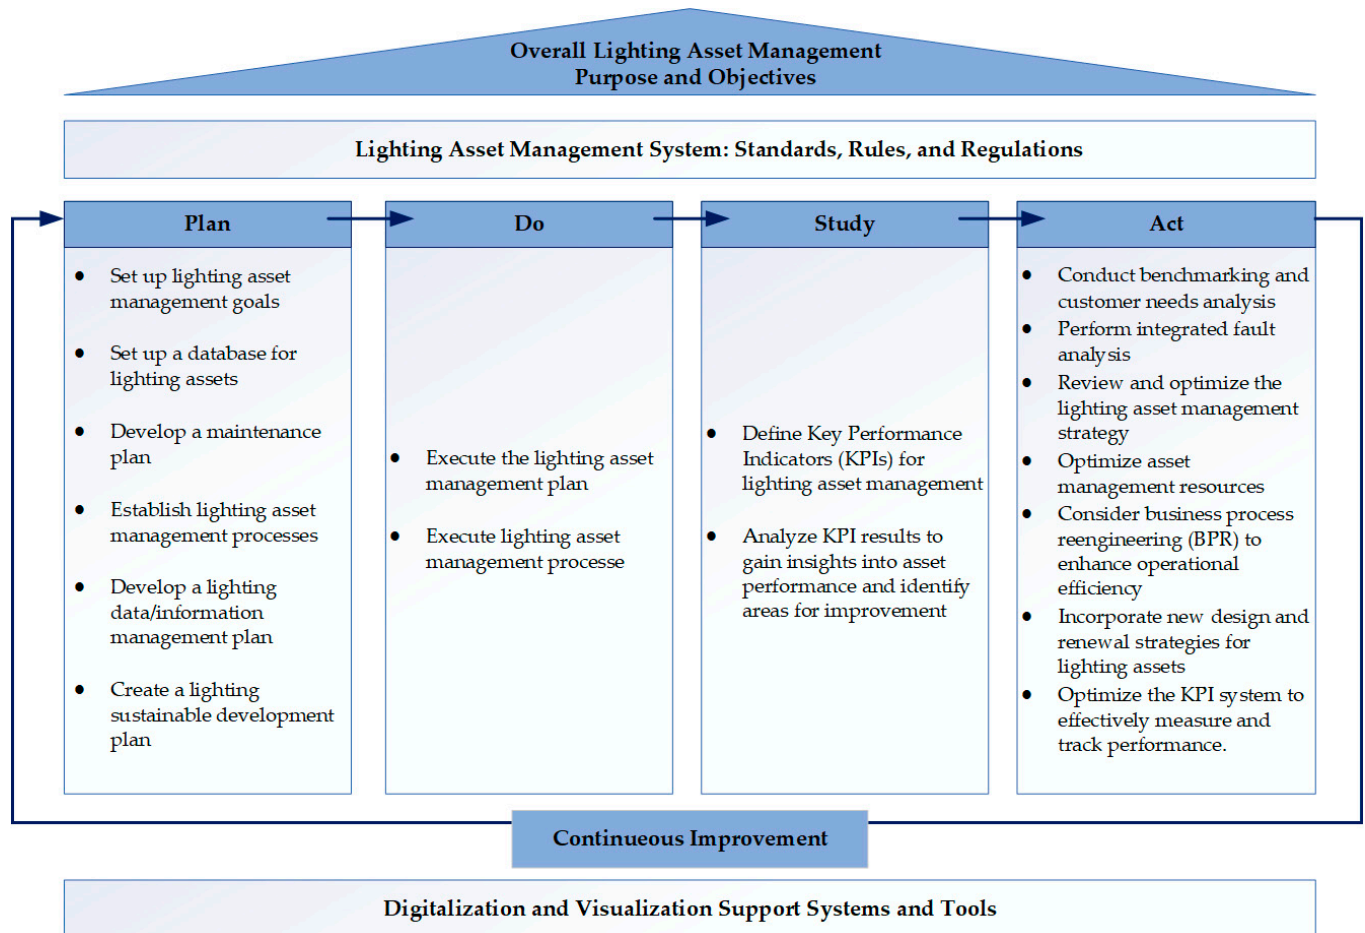 Overall Lighting Asset Management
Purpose and Objectives
Lighting Asset Management System: Standards, Rules, and Regulations
Plan
● Set up lighting asset
management goals
● Set up a database for
lighting assets
● Develop a maintenance
plan
● Establish lighting asset
management processes
● Develop a lighting
data/information
management plan
● Create a lighting
sustainable development
plan
Do
● Execute the lighting asset
management plan
● Execute lighting asset
management processe
Study
● Define Key Performance
Indicators (KPIs) for
lighting asset management
● Analyze KPI results to
gain insights into asset
performance and identify
areas for improvement
Act
● Conduct benchmarking and
customer needs analysis
● Perform integrated fault
analysis
● Review and optimize the
lighting asset management
strategy
● Optimize asset
management resources
● Consider business process
reengineering (BPR) to
enhance operational
efficiency
● Incorporate new design and
renewal strategies for
lighting assets
● Optimize the KPI system to
effectively measure and
track performance.
Continueous Improvement
Digitalization and Visualization Support Systems and Tools